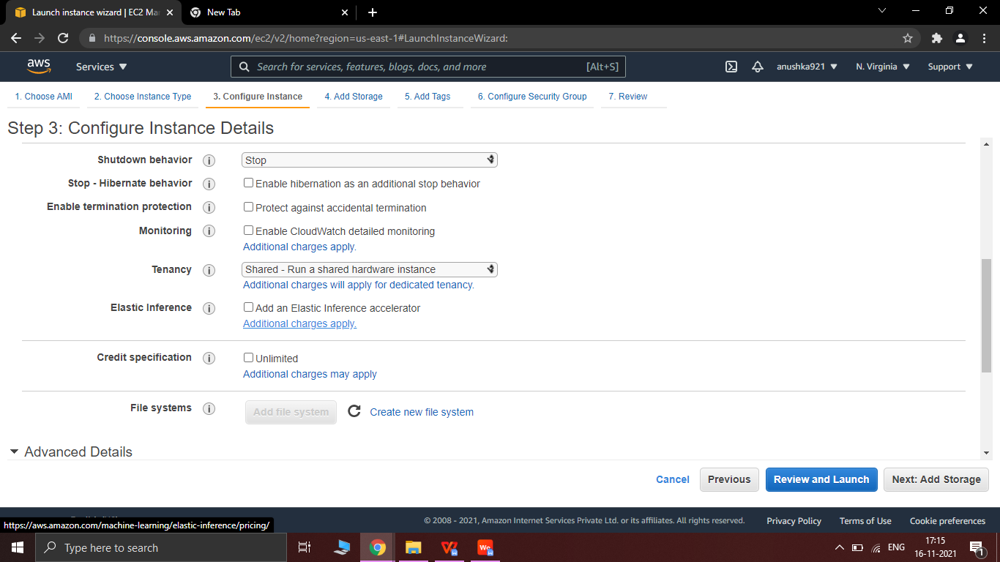 Launch instance wizard | EC2 Mar
New Tab
https://console.aws.amazon.com/ec2/v2/home?region=us-east-1#LaunchInstanceWizard:
aws
Services
Search for services, features, blogs, docs, and more
[Alt+S]
anushka921
N. Virginia
Support
1. Choose AMI
2. Choose Instance Type
3. Configure Instance
4. Add Storage
5. Add Tags
6. Configure Security Group
7. Review
Step 3: Configure Instance Details
Shutdown behavior
Stop
Stop - Hibernate behavior
Enable hibernation as an additional stop behavior
Enable termination protection
Protect against accidental termination
Monitoring
Enable CloudWatch detailed monitoring
Additional charges apply.
Tenancy
Shared - Run a shared hardware instance
Additional charges will apply for dedicated tenancy.
Elastic Inference
Add an Elastic Inference accelerator
Additional charges apply.
Credit specification
Unlimited
Additional charges may apply
File systems
Add file system
Create new file system
Advanced Details
Cancel
Previous
Review and Launch
Next: Add Storage
https://aws.amazon.com/machine-learning/elastic-inference/pricing/
© 2008 - 2021, Amazon Internet Services Private Ltd. or its affiliates. All rights reserved.
Privacy Policy
Terms of Use
Cookie preferences
Type here to search
ENG
17:15
16-11-2021
1